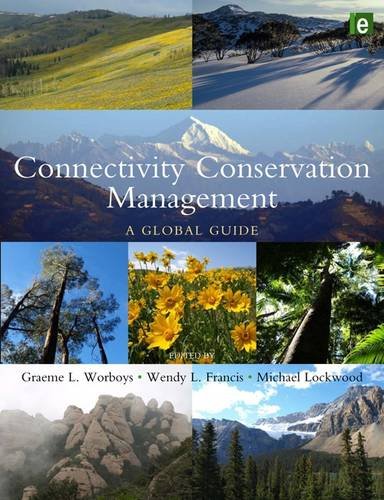 e
Connectivity Conservation
Management
A GLOBAL GUIDE
EDITED BY
Graeme L. Worboys • Wendy L. Francis • Michael Lockwood